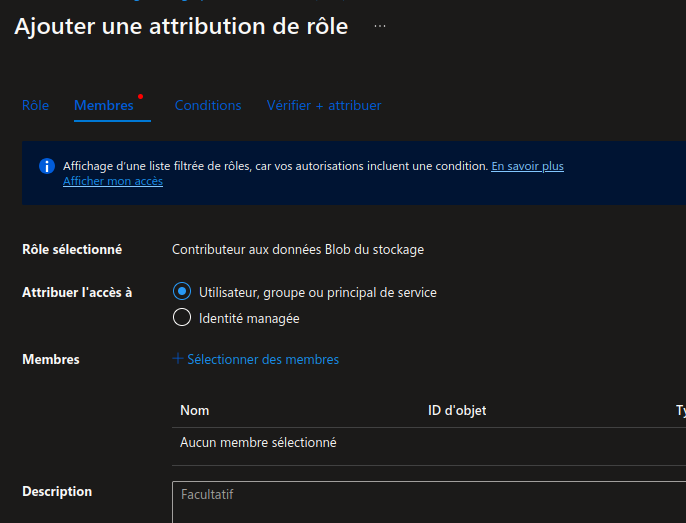 Ajouter une attribution de rôle ...
Rôle Membres Conditions Vérifier + attribuer
Affichage d'une liste filtrée de rôles, car vos autorisations incluent une condition. En savoir plus
Afficher mon accès
Rôle sélectionné Contributeur aux données Blob du stockage
Attribuer l'accès à Utilisateur, groupe ou principal de service
Identité managée
Membres + Sélectionner des membres
Nom ID d'objet Ty
Aucun membre sélectionné
Description Facultatif